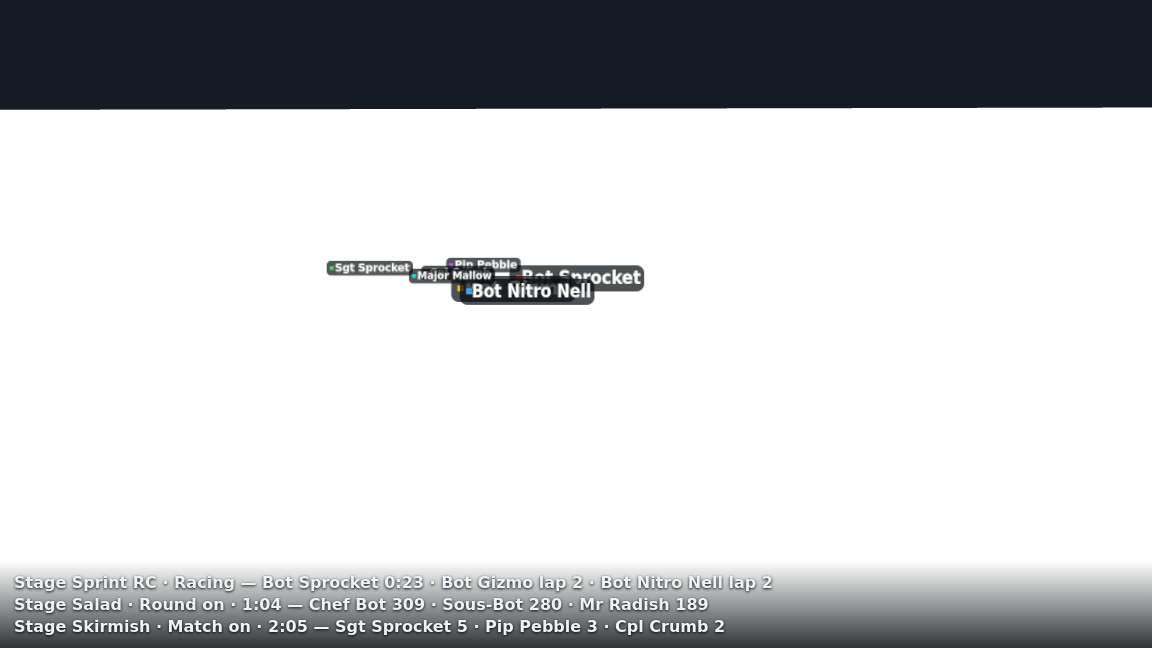 Pip Pebble
Sgt Sprocket
Major Mallow
Bot Sprocket
Bot Nitro Nell
Stage Sprint RC · Racing — Bot Sprocket 0:23 · Bot Gizmo lap 2 · Bot Nitro Nell lap 2
Stage Salad · Round on · 1:04 — Chef Bot 309 · Sous-Bot 280 · Mr Radish 189
Stage Skirmish · Match on · 2:05 — Sgt Sprocket 5 · Pip Pebble 3 · Cpl Crumb 2